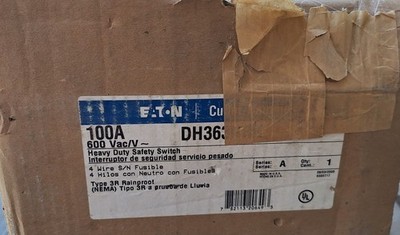 EATON Cu
100A DH363
600 Vac/V~
Heavy Duty Safety Switch
Interruptor de seguridad servicio pesado
4 Wire S/N Fusible
4 Hilos con Neutro con Fusibles
Type 3R Rainproof
(NEMA) Tipo 3R a prueba de Lluvia
Series: A Qty: 1